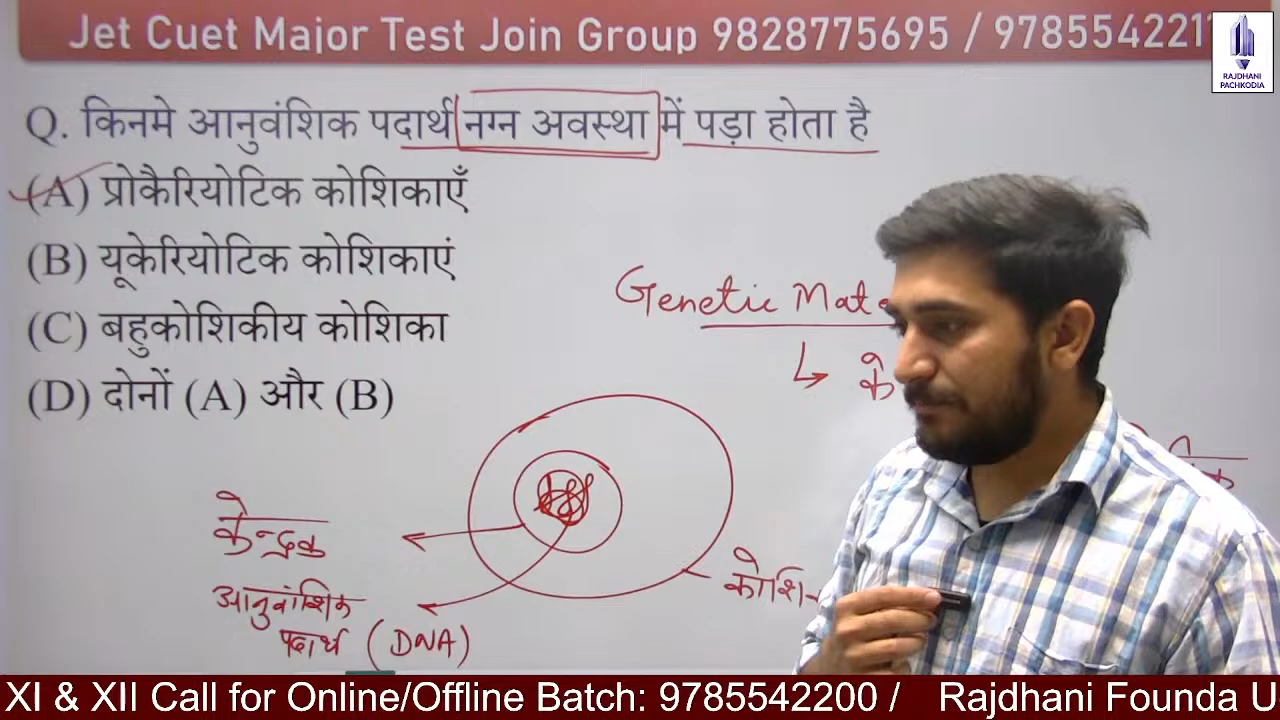 Jet Cuet Major Test Join Group 9828775695 / 9785542211
RAJDHANI
PACHKODIA
Q. किनमे आनुवंशिक पदार्थ नग्न अवस्था में पड़ा होता है
(A) प्रोकैरियोटिक कोशिकाएँ
(B) यूकेरियोटिक कोशिकाएं
(C) बहुकोशिकीय कोशिका
(D) दोनों (A) और (B)
Genetic Mat
के
केन्द्रक
आनुवांशिक
पदार्थ (DNA)
कोशि
XI & XII Call for Online/Offline Batch: 9785542200 / Rajdhani Founda U